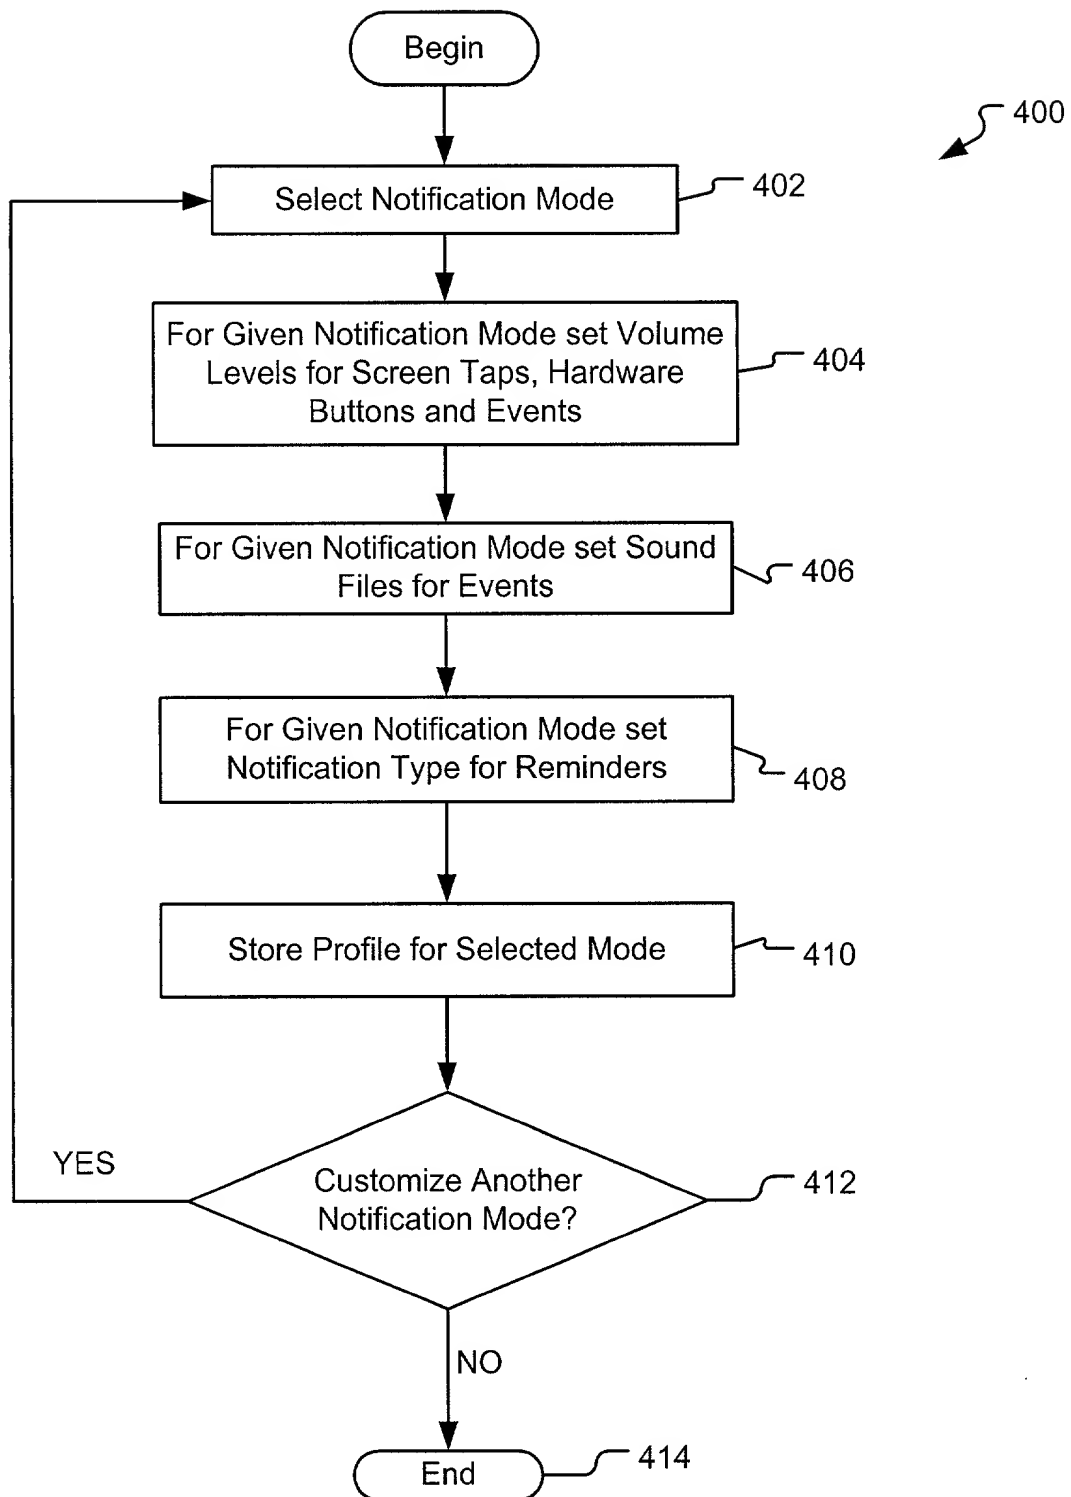 Begin
400
Select Notification Mode
402
For Given Notification Mode set Volume
Levels for Screen Taps, Hardware
Buttons and Events
404
For Given Notification Mode set Sound
Files for Events
406
For Given Notification Mode set
Notification Type for Reminders
408
Store Profile for Selected Mode
410
YES
Customize Another
Notification Mode?
412
NO
End
414